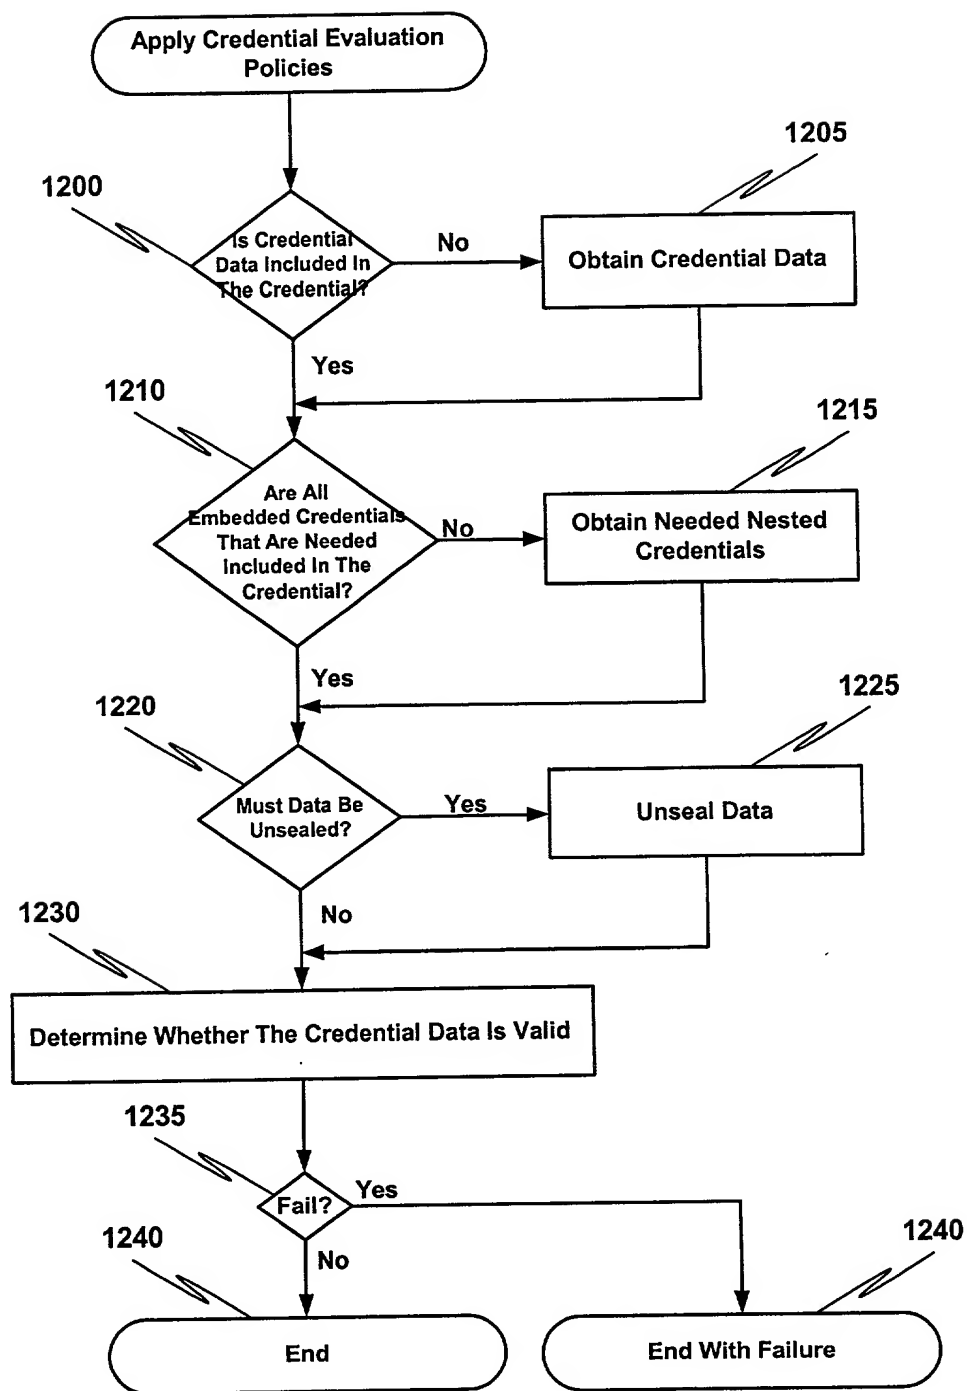 Apply Credential Evaluation
Policies
1205
1200
Is Credential
Data Included In
The Credential?
No
Obtain Credential Data
Yes
1210
1215
Are All
Embedded Credentials
That Are Needed
Included In The
Credential?
No
Obtain Needed Nested
Credentials
Yes
1220
1225
Must Data Be
Unsealed?
Yes
Unseal Data
No
1230
Determine Whether The Credential Data Is Valid
1235
Fail?
Yes
No
1240
1240
End
End With Failure